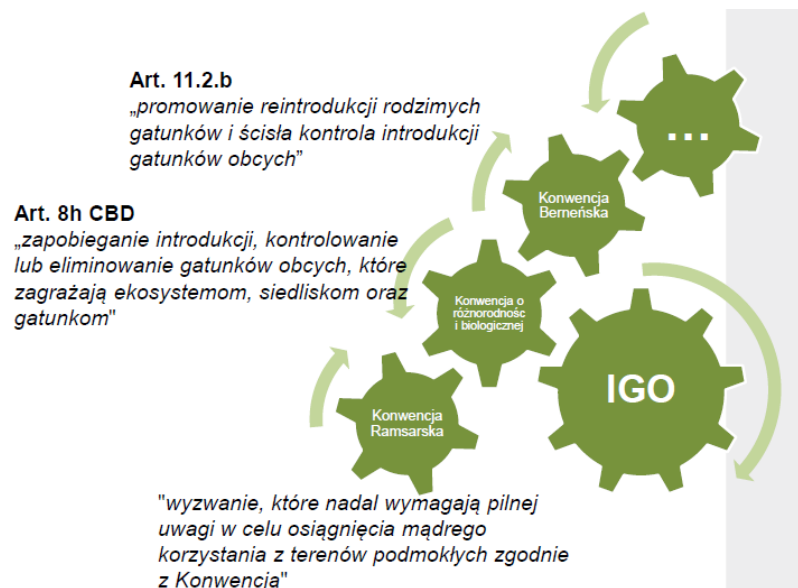 Art. 11.2.b
„promowanie reintrodukcji rodzimych
gatunków i ścisła kontrola introdukcji
gatunków obcych”
...
Konwencja
Berneńska
Art. 8h CBD
„zapobieganie introdukcji, kontrolowanie
lub eliminowanie gatunków obcych, które
zagrażają ekosystemom, siedliskom oraz
gatunkom"
Konwencja o
różnorodnośc
i biologicznej
IGO
Konwencja
Ramsarska
"wyzwanie, które nadal wymagają pilnej
uwagi w celu osiągnięcia mądrego
korzystania z terenów podmokłych zgodnie
z Konwencją"